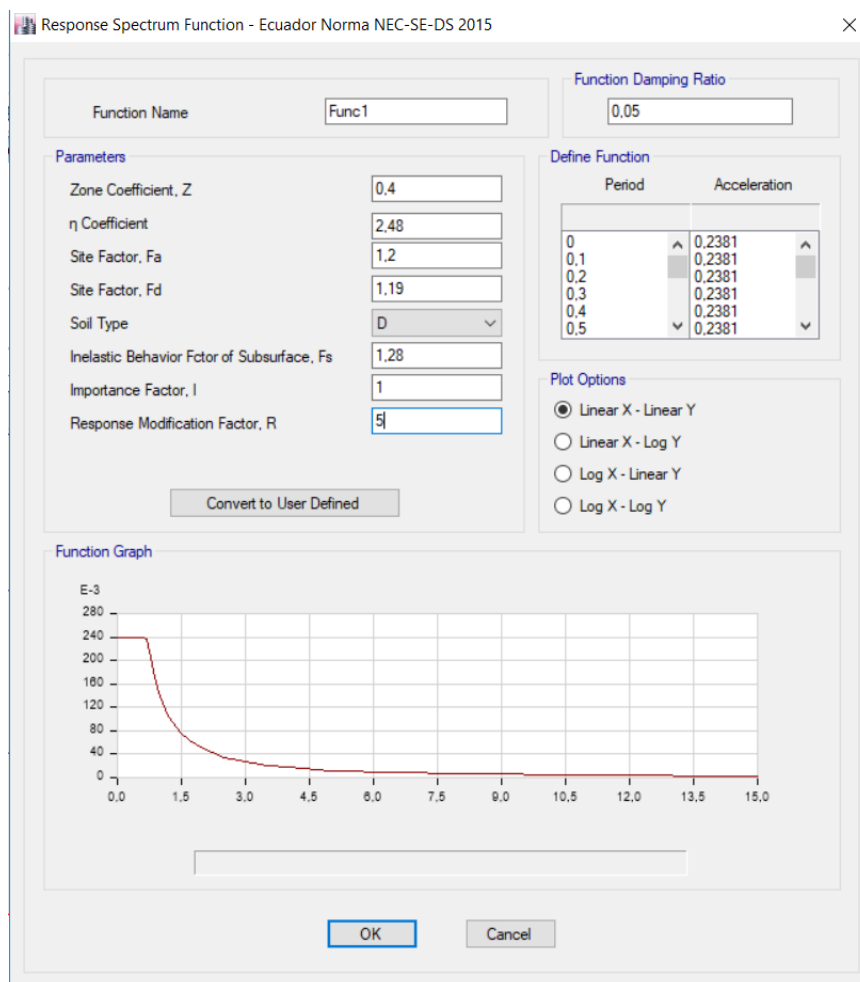 Response Spectrum Function - Ecuador Norma NEC-SE-DS 2015
Function Name
Func1
Function Damping Ratio
0,05
Parameters
Zone Coefficient, Z
0,4
η Coefficient
2,48
Site Factor, Fa
1,2
Site Factor, Fd
1,19
Soil Type
D
Inelastic Behavior Fctor of Subsurface, Fs
1,28
Importance Factor, I
1
Response Modification Factor, R
5
Convert to User Defined
Define Function
Period Acceleration
0 0,2381
0,1 0,2381
0,2 0,2381
0,3 0,2381
0,4 0,2381
0,5 0,2381
Plot Options
Linear X - Linear Y
Linear X - Log Y
Log X - Linear Y
Log X - Log Y
Function Graph
E-3
280
240
200
160
120
80
40
0
0,0 1,5 3,0 4,5 6,0 7,5 9,0 10,5 12,0 13,5 15,0
OK Cancel